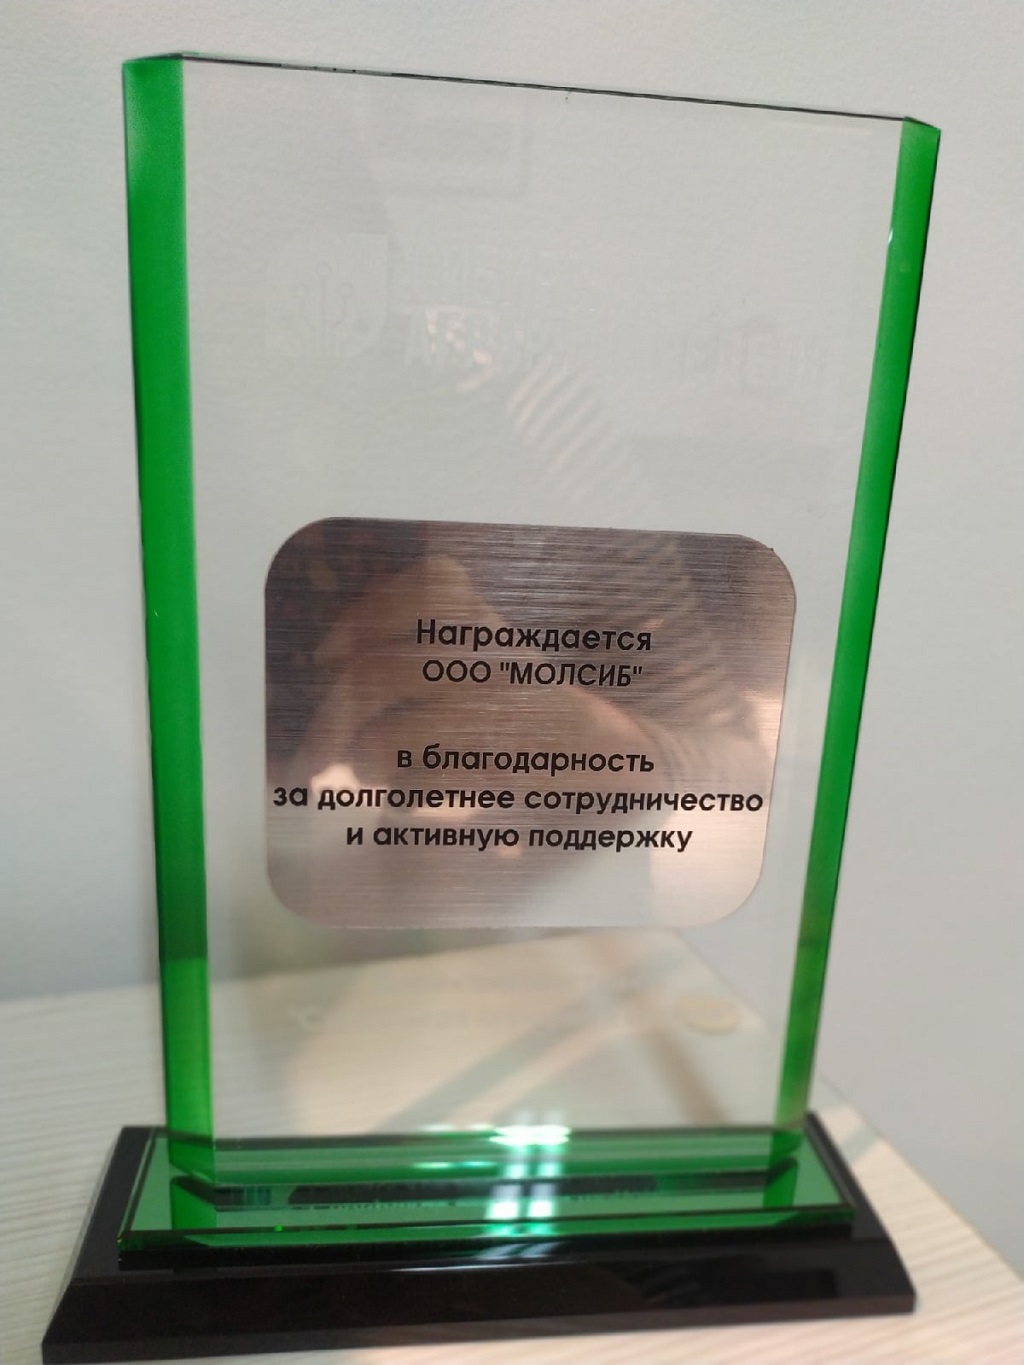 Награждается
ООО "МОЛСИБ"
в благодарность
за долголетнее сотрудничество
и активную поддержку